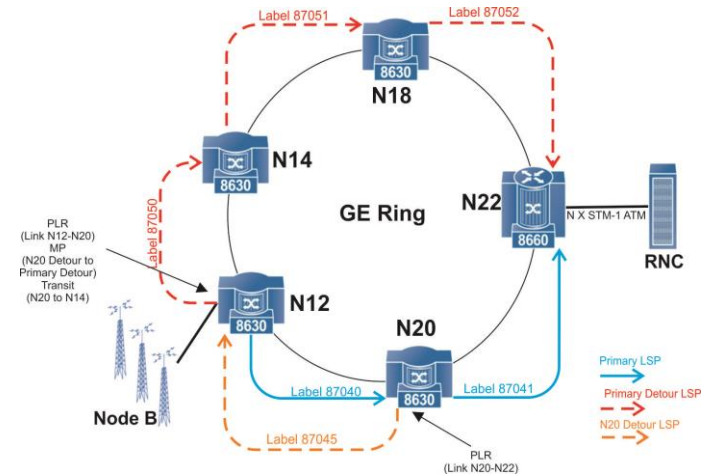 Label 87051
Label 87052
8630
N18
N14
8630
GE Ring
N22
8660
N X STM-1 ATM
RNC
Label 87050
PLR
(Link N12-N20)
MP
(N20 Detour to
Primary Detour)
Transit
(N20 to N14)
N12
8630
N20
8630
Label 87040
Label 87041
Node B
Label 87045
PLR
(Link N20-N22)
Primary LSP
Primary Detour LSP
N20 Detour LSP